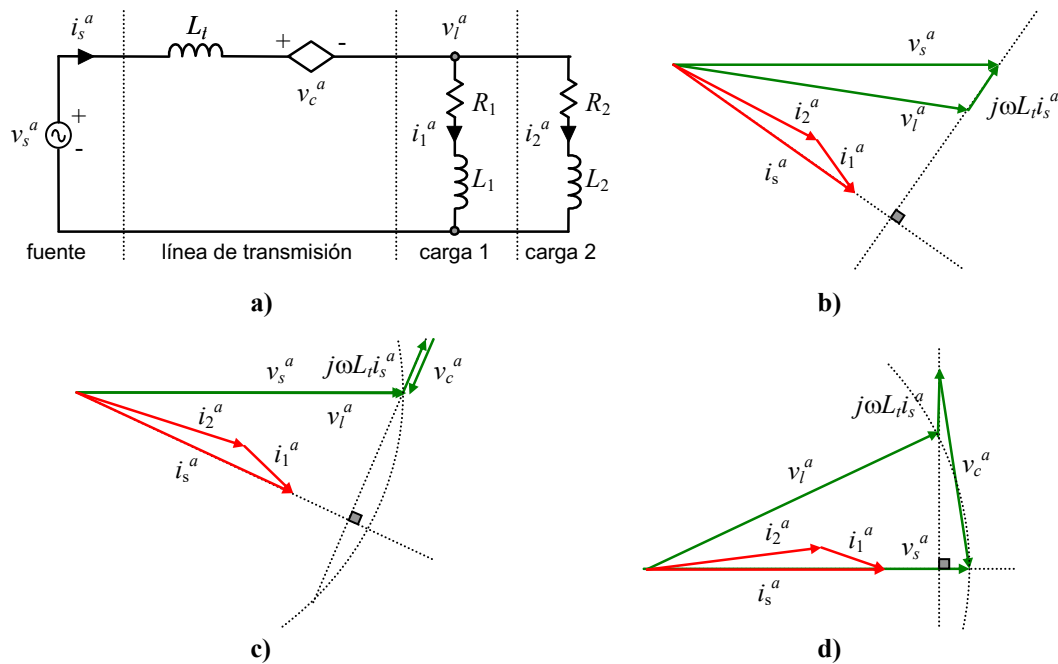 i_s^a
L_t
+
-
v_c^a
v_l^a
v_s^a
+
-
R_1
i_1^a
L_1
R_2
i_2^a
L_2
fuente
línea de transmisión
carga 1
carga 2
a)
v_s^a
i_2^a
v_l^a
jωL_t i_s^a
i_1^a
i_s^a
b)
v_s^a
jωL_t i_s^a
v_c^a
i_2^a
v_l^a
i_1^a
i_s^a
c)
jωL_t i_s^a
v_l^a
v_c^a
i_2^a
i_1^a
v_s^a
i_s^a
d)